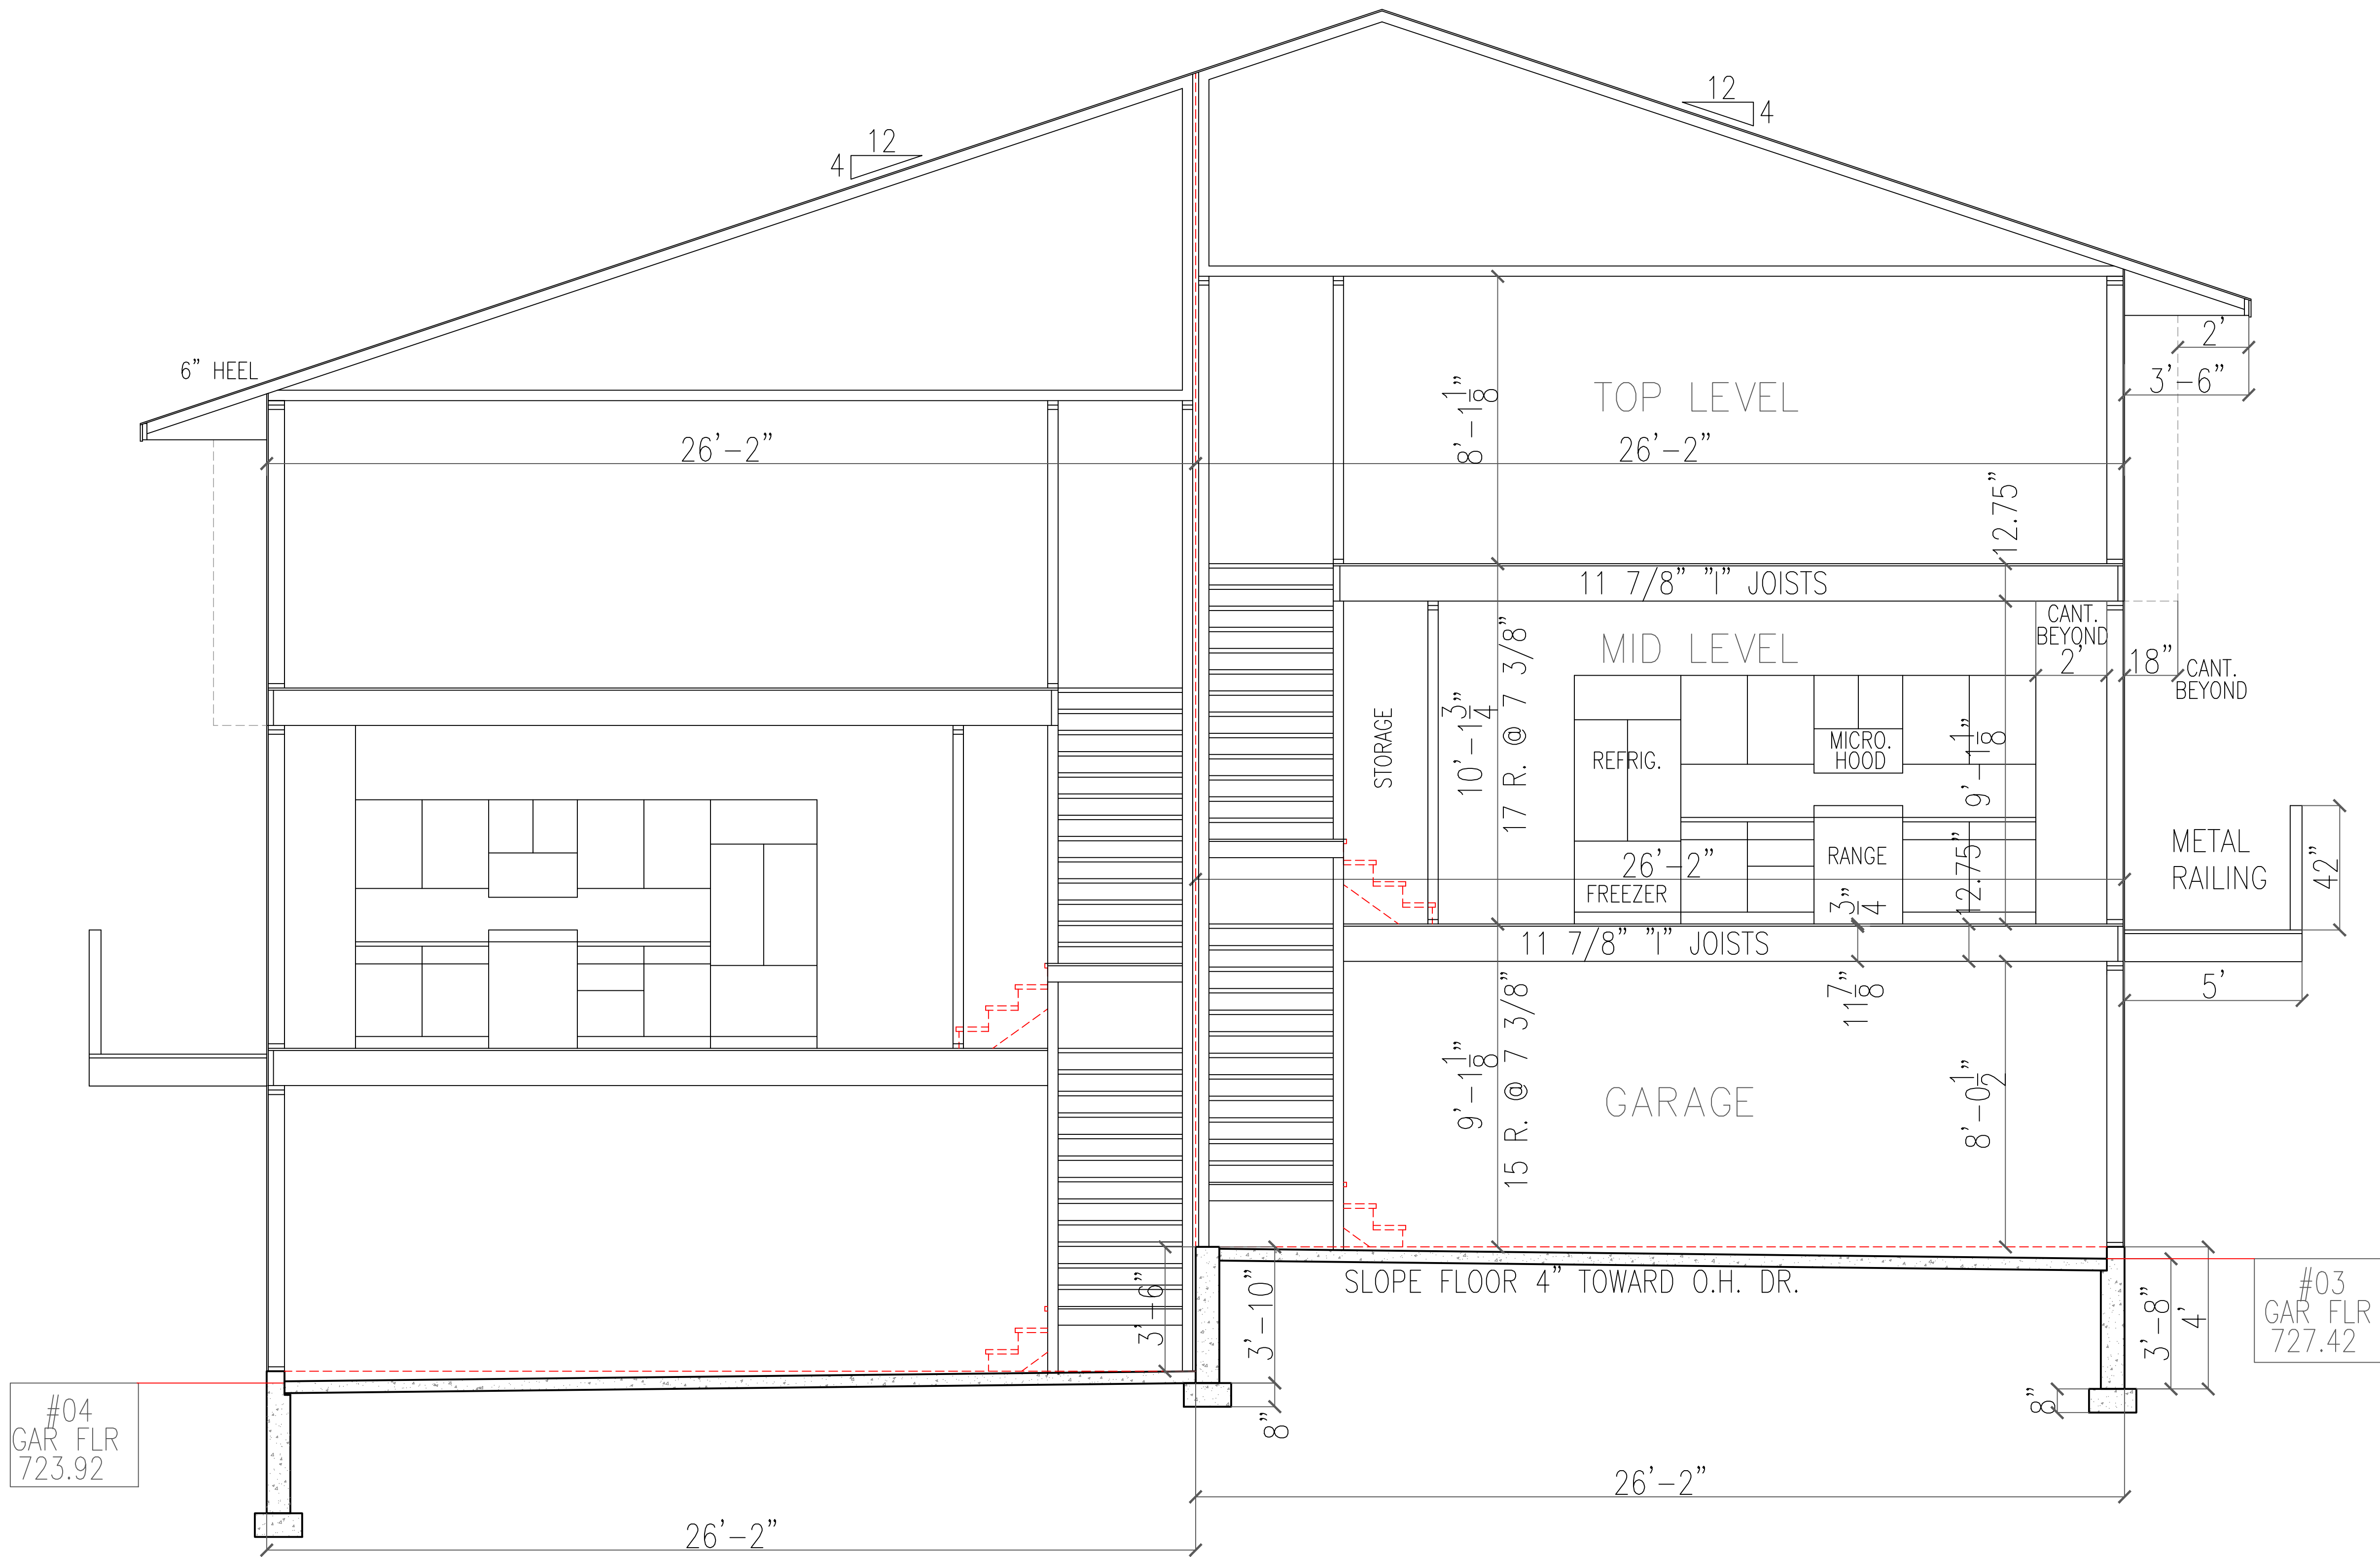 12
4
12
4
6" HEEL
2'
3'-6"
8'-1 1/8"
TOP LEVEL
26'-2"
26'-2"
12.75"
11 7/8" "I" JOISTS
CANT.
BEYOND
2'
18"
CANT.
BEYOND
MID LEVEL
STORAGE
10'-1 3/4"
17 R. @ 7 3/8"
REFRIG.
MICRO.
HOOD
9'-1 1/8"
METAL
RAILING
42"
RANGE
26'-2"
FREEZER
3/4"
12.75"
11 7/8" "I" JOISTS
5'
11 7/8"
9'-1 1/8"
15 R. @ 7 3/8"
GARAGE
8'-0 1/2"
3'-6"
3'-10"
SLOPE FLOOR 4" TOWARD O.H. DR.
3'-8"
4'
#03
GAR FLR
727.42
8"
8"
#04
GAR FLR
723.92
26'-2"
26'-2"